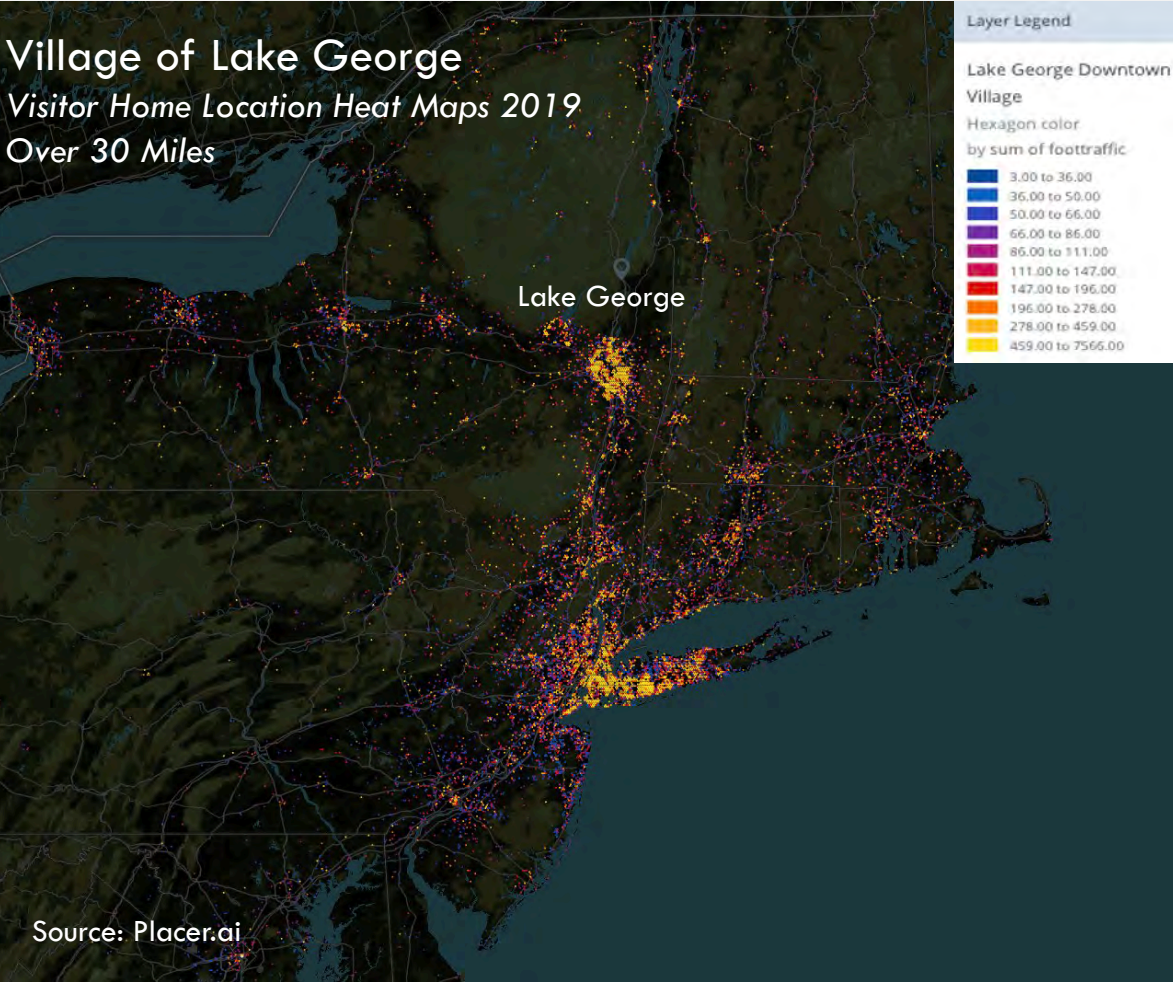 Village of Lake George
Visitor Home Location Heat Maps 2019
Over 30 Miles
Layer Legend
Lake George Downtown
Village
Hexagon color
by sum of foottraffic
3.00 to 36.00
36.00 to 50.00
50.00 to 66.00
66.00 to 86.00
86.00 to 111.00
111.00 to 147.00
147.00 to 196.00
196.00 to 278.00
278.00 to 459.00
459.00 to 7566.00
Lake George
Source: Placer.ai